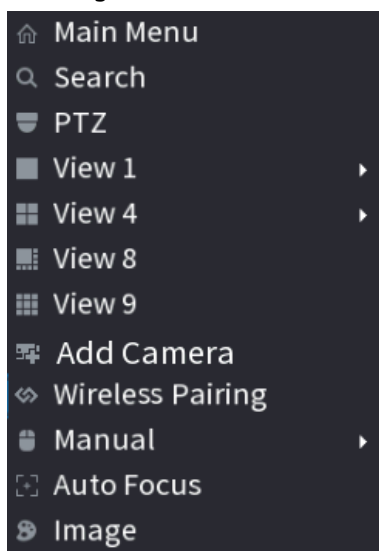 Main Menu
Search
PTZ
View 1
View 4
View 8
View 9
Add Camera
Wireless Pairing
Manual
Auto Focus
Image